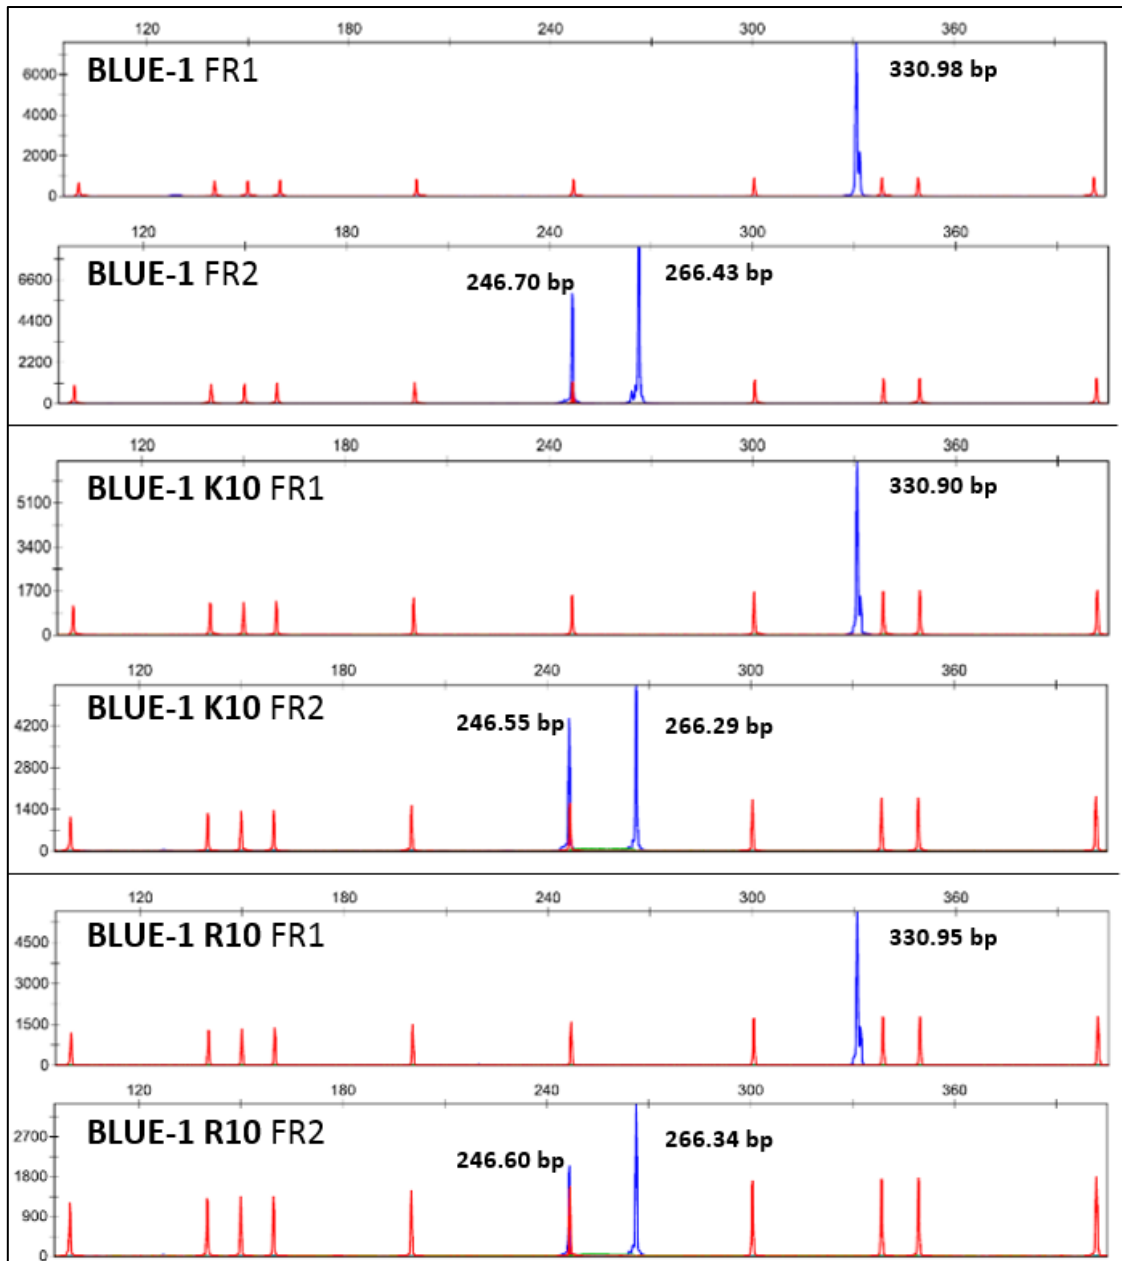 120 180 240 300 360
BLUE-1 FR1
330.98 bp
6000
4000
2000
0
120 180 240 300 360
BLUE-1 FR2
246.70 bp
266.43 bp
6600
4400
2200
0
120 180 240 300 360
BLUE-1 K10 FR1
330.90 bp
5100
3400
1700
0
120 180 240 300 360
BLUE-1 K10 FR2
246.55 bp
266.29 bp
4200
2800
1400
0
120 180 240 300 360
BLUE-1 R10 FR1
330.95 bp
4500
3000
1500
0
120 180 240 300 360
BLUE-1 R10 FR2
246.60 bp
266.34 bp
2700
1800
900
0